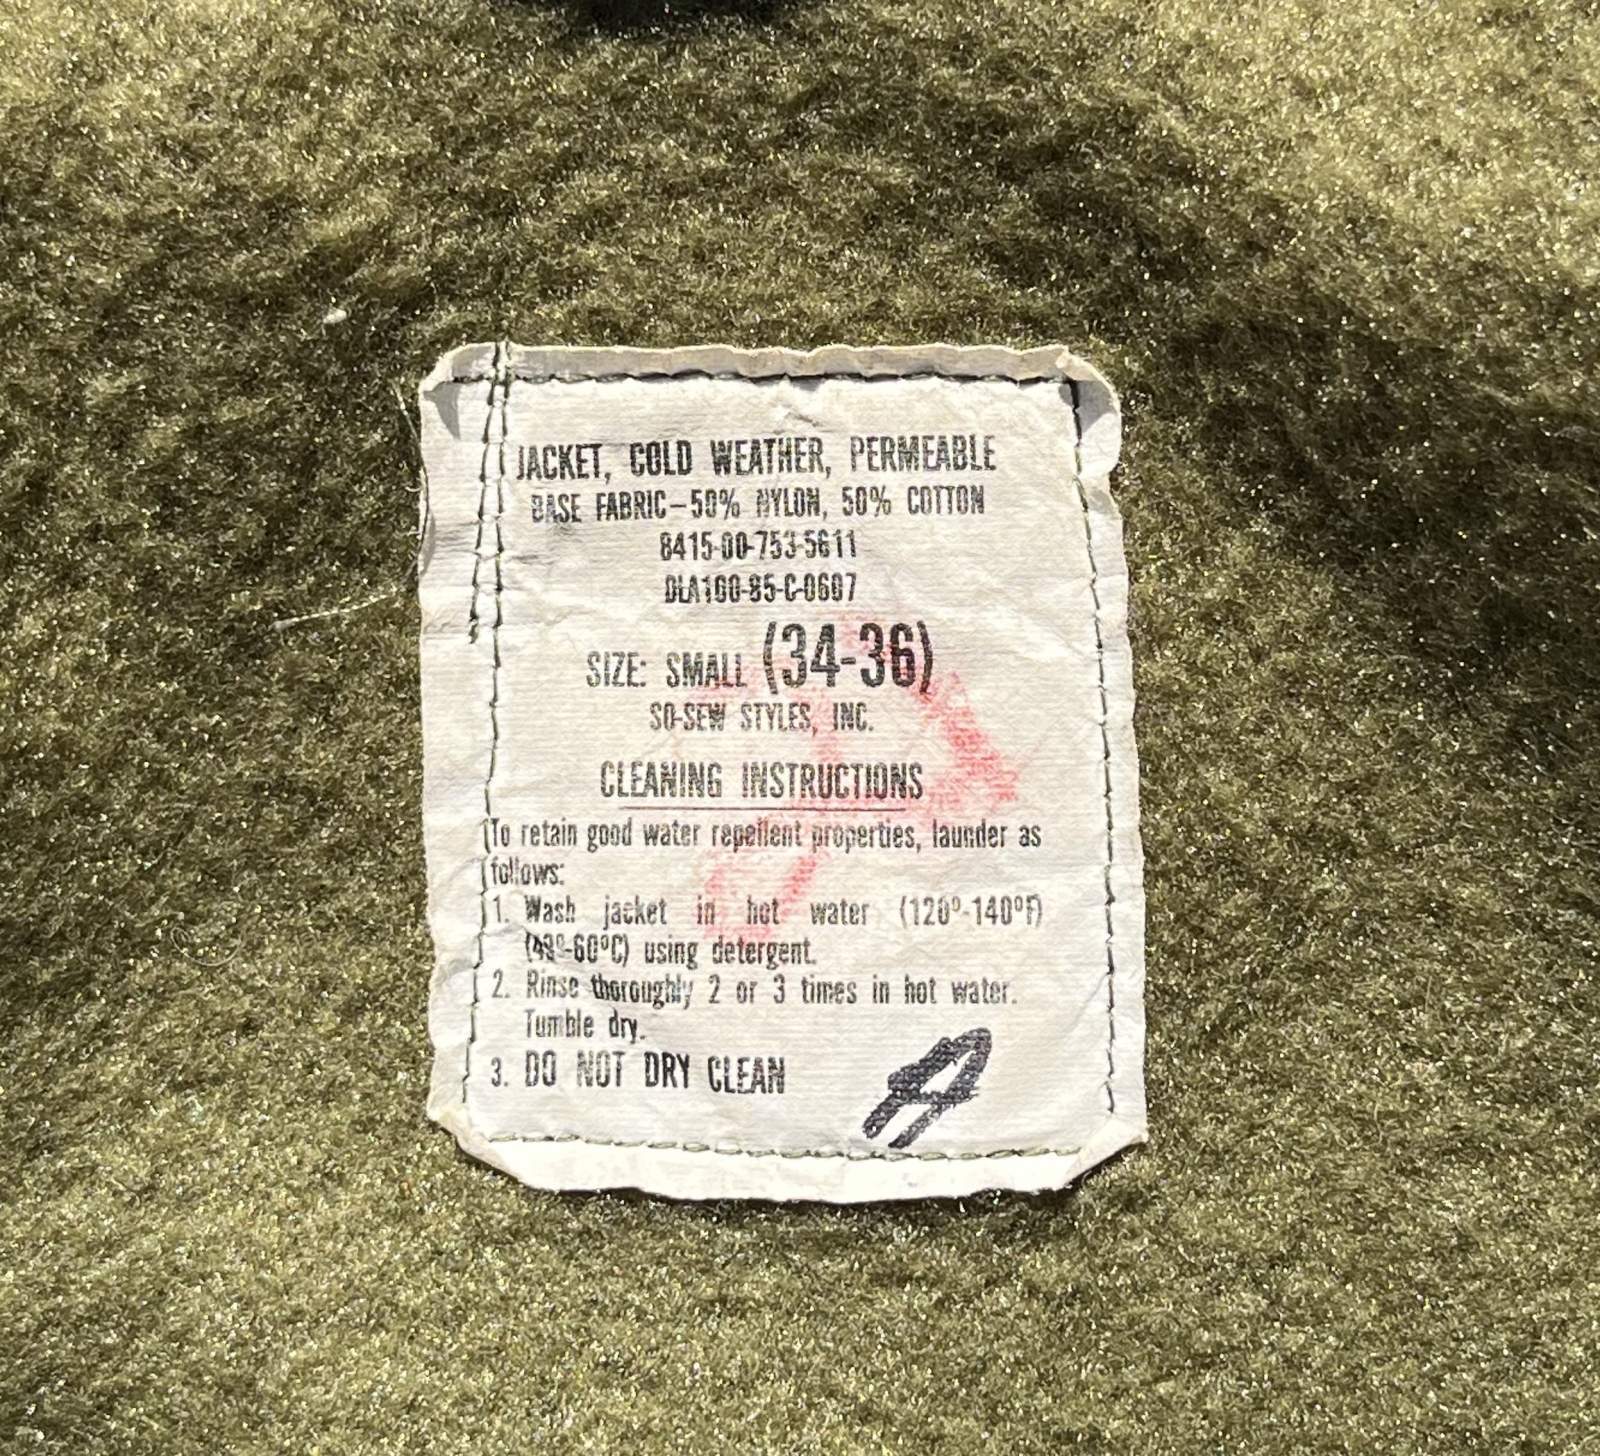 JACKET, COLD WEATHER, PERMEABLE
BASE FABRIC—50% NYLON, 50% COTTON
8415-00-753-5611
DLA100-85-C-0607
SIZE: SMALL (34-36)
SO-SEW STYLES, INC.
CLEANING INSTRUCTIONS
To retain good water repellent properties, launder as
follows:
1. Wash jacket in hot water (120°-140°F)
(49°-60°C) using detergent.
2. Rinse thoroughly 2 or 3 times in hot water.
Tumble dry.
3. DO NOT DRY CLEAN
A